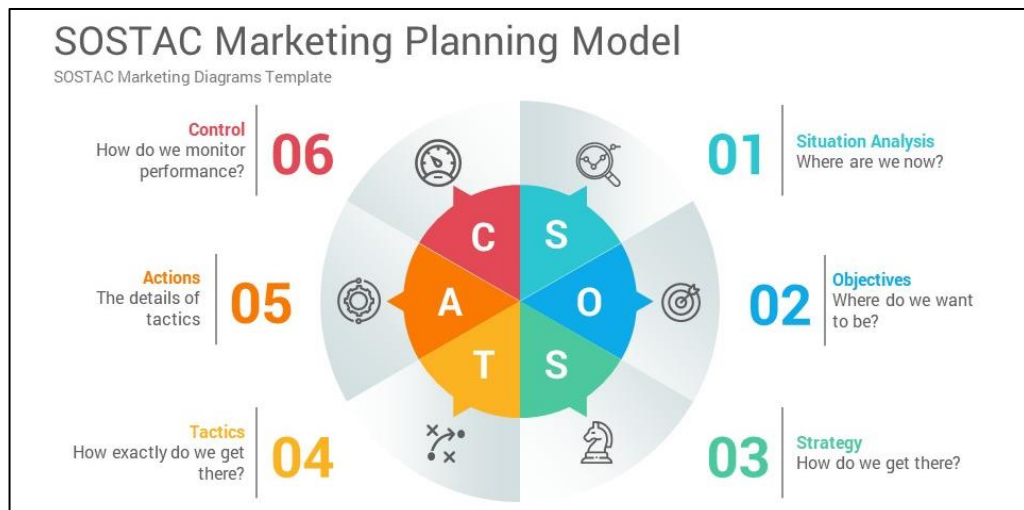 SOSTAC Marketing Planning Model
SOSTAC Marketing Diagrams Template
Control
How do we monitor
performance?
06
01
Situation Analysis
Where are we now?
C
S
Actions
The details of
tactics
05
A
O
02
Objectives
Where do we want
to be?
T
S
Tactics
How exactly do we get
there?
04
03
Strategy
How do we get there?